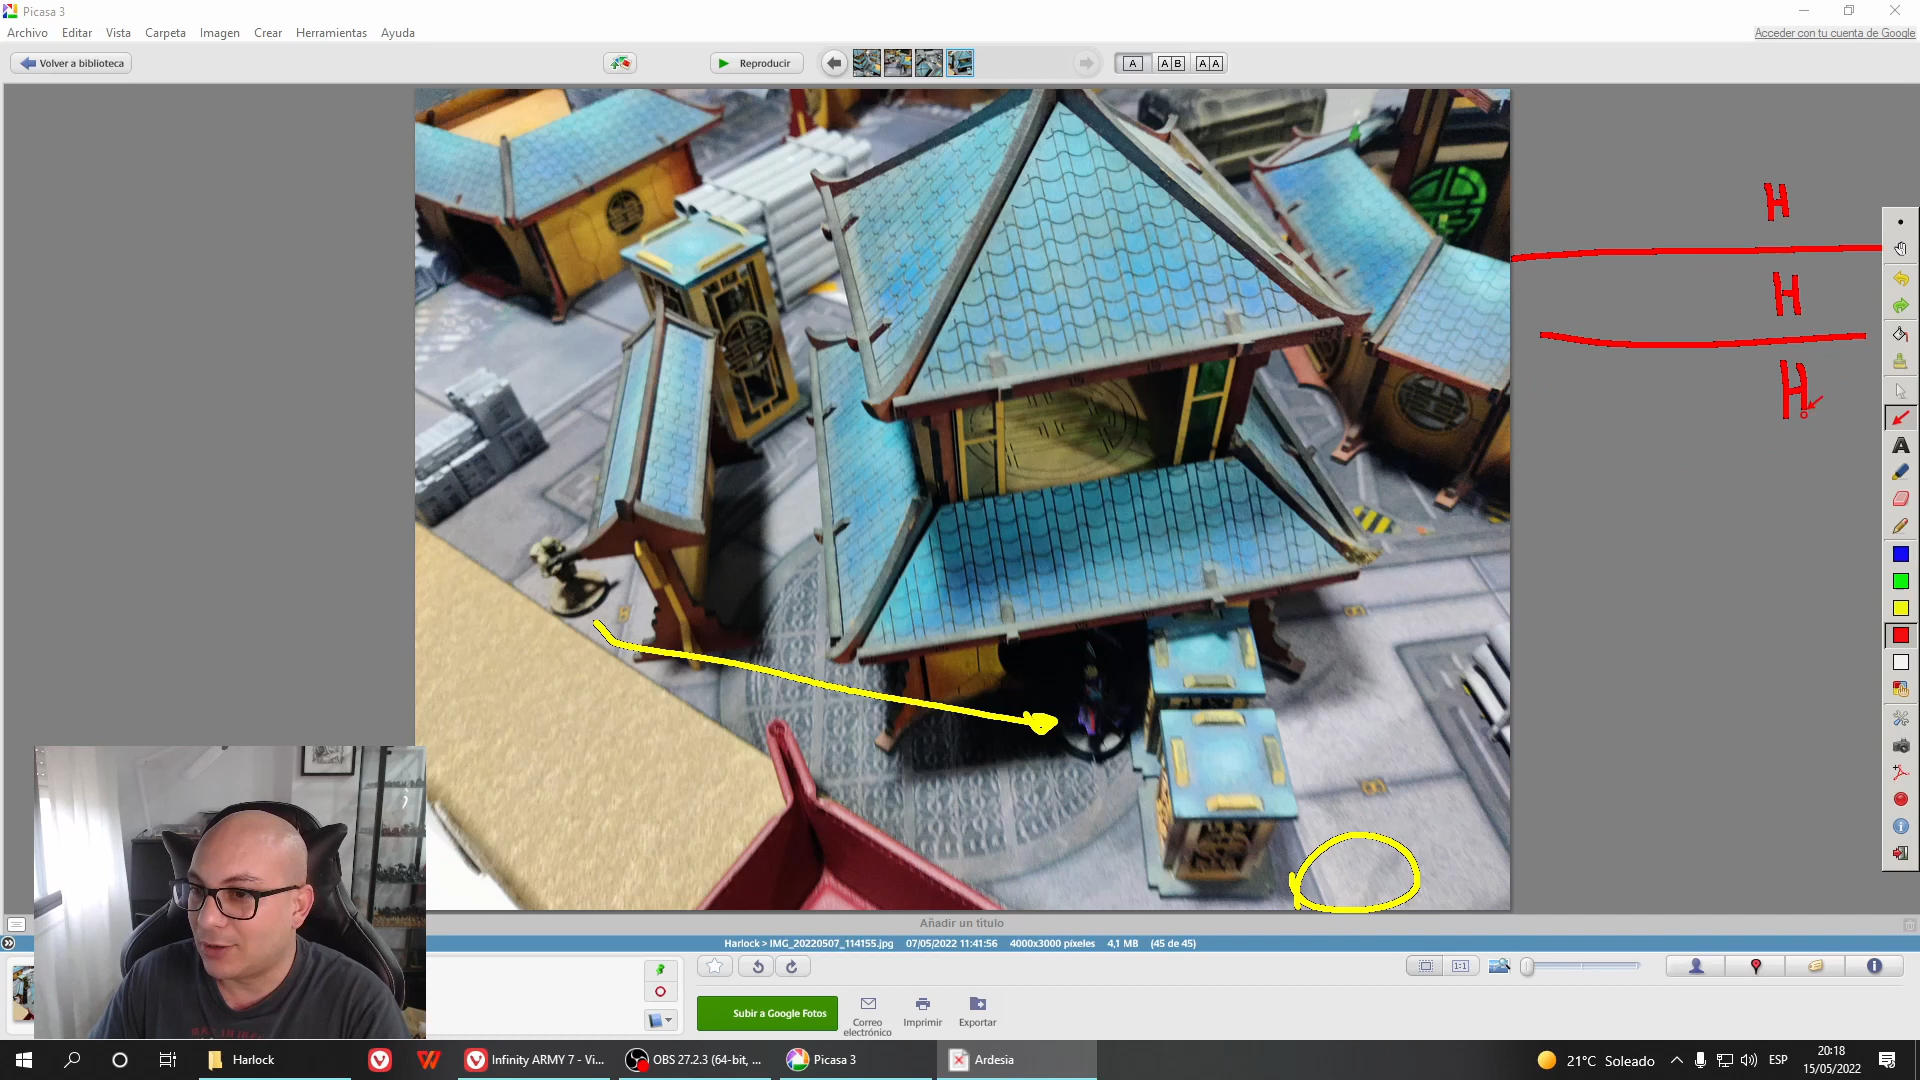 Picasa 3
Archivo Editar Vista Carpeta Imagen Crear Herramientas Ayuda
Acceder con tu cuenta de Google
Volver a biblioteca
Reproducir
A
A B
A A
H
H
H
A
Añadir un título
Harlock > IMG_20220507_114155.jpg 07/05/2022 11:41:56 4000x3000 píxeles 4,1 MB (45 de 45)
1:1
Subir a Google Fotos
Correo electrónico
Imprimir
Exportar
Harlock
Infinity ARMY 7 - Vi...
OBS 27.2.3 (64-bit, ...
Picasa 3
Ardesia
21°C Soleado
ESP
20:18
15/05/2022